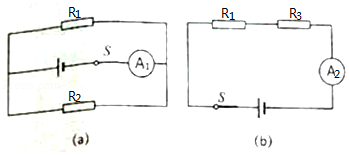 R₁ R₁ R₃
S A₁ A₂
R₂ S
(a) (b)